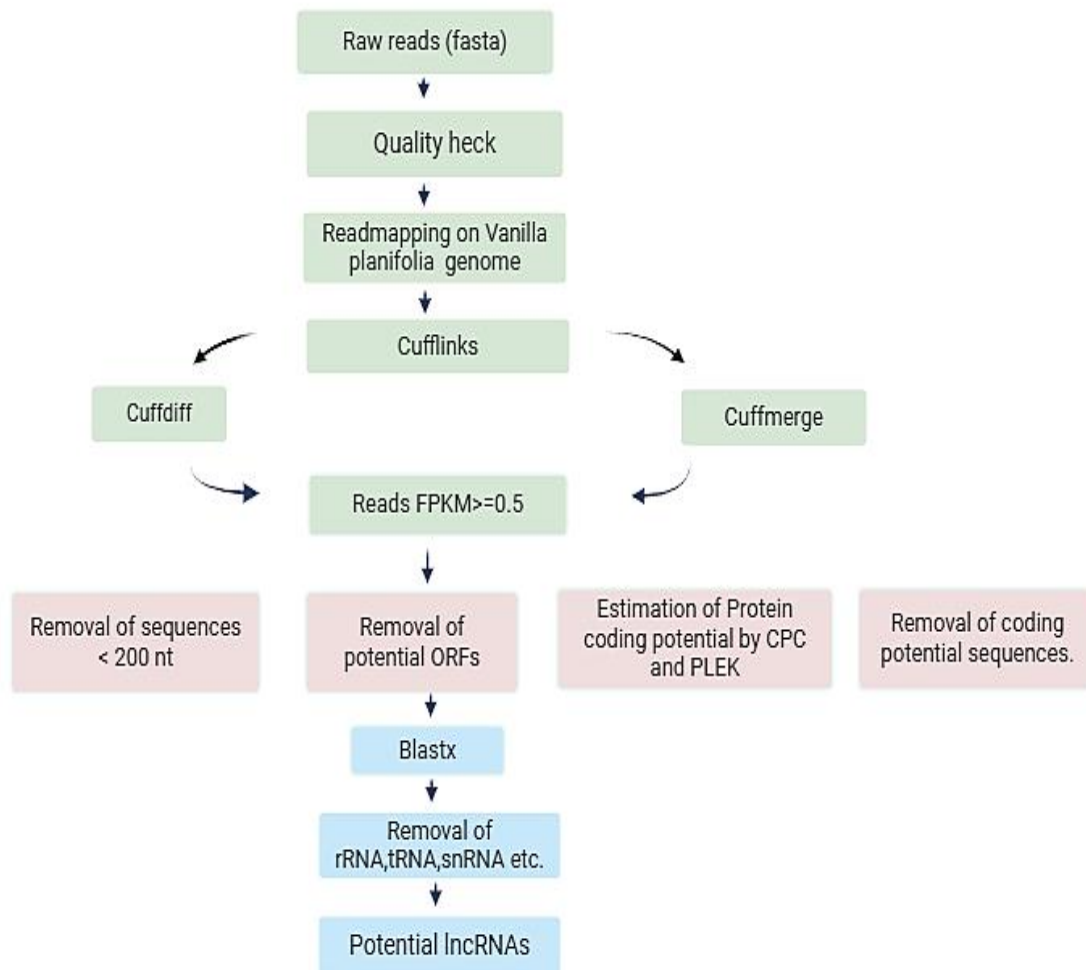 Raw reads (fasta)
Quality heck
Readmapping on Vanilla
planifolia genome
Cufflinks
Cuffdiff
Cuffmerge
Reads FPKM>=0.5
Removal of sequences
< 200 nt
Removal of
potential ORFs
Estimation of Protein
coding potential by CPC
and PLEK
Removal of coding
potential sequences.
Blastx
Removal of
rRNA,tRNA,snRNA etc.
Potential lncRNAs